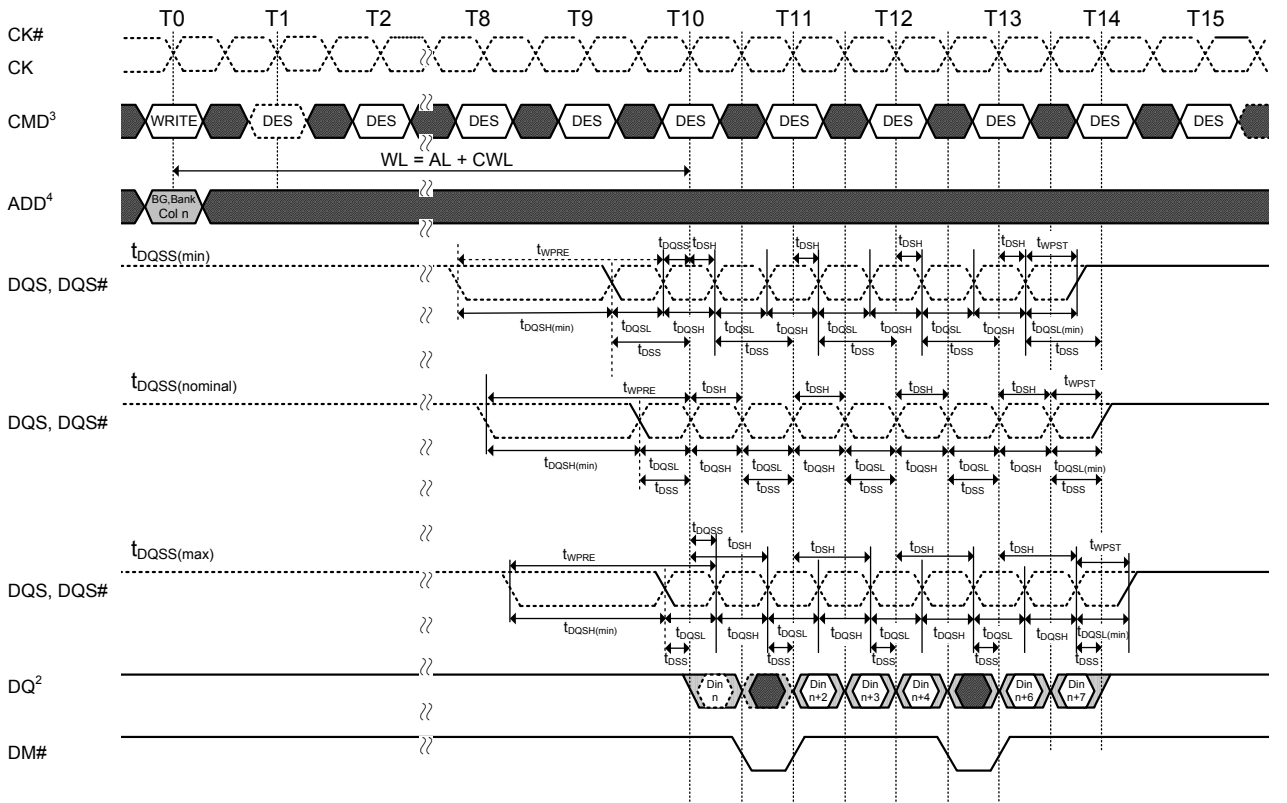 T0 T1 T2 T8 T9 T10 T11 T12 T13 T14 T15
CK#
CK
CMD3 WRITE DES DES DES DES DES DES DES DES DES DES
WL = AL + CWL
ADD4 BG,Bank
Col n
tDQSS(min) tWPRE tDQSS tDSH tDSH tDSH tDSH tWPST
DQS, DQS#
tDQSH(min) tDQSL tDQSH tDQSL tDQSH tDQSL tDQSH tDQSL tDQSH tDQSL(min)
tDSS tDSS tDSS tDSS tDSS
tDQSS(nominal) tWPRE tDSH tDSH tDSH tDSH tWPST
DQS, DQS#
tDQSH(min) tDQSL tDQSH tDQSL tDQSH tDQSL tDQSH tDQSL tDQSH tDQSL(min)
tDSS tDSS tDSS tDSS tDSS
tDQSS
tDQSS(max) tWPRE tDSH tDSH tDSH tDSH tWPST
DQS, DQS#
tDQSH(min) tDQSL tDQSH tDQSL tDQSH tDQSL tDQSH tDQSL tDQSH tDQSL(min)
tDSS tDSS tDSS tDSS tDSS
DQ2 Din Din Din Din Din Din
n n+2 n+3 n+4 n+6 n+7
DM#